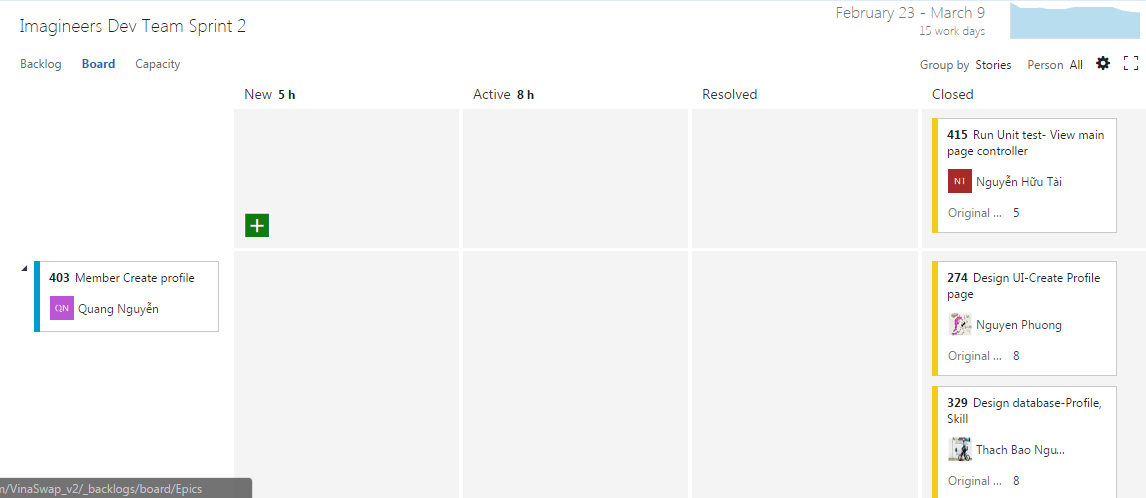 Imagineers Dev Team Sprint 2
February 23 - March 9
15 work days
Backlog Board Capacity
Group by Stories Person All
New 5 h Active 8 h Resolved Closed
415 Run Unit test- View main
page controller
NT Nguyễn Hữu Tài
Original ... 5
403 Member Create profile
QN Quang Nguyễn
274 Design UI-Create Profile
page
Nguyen Phuong
Original ... 8
329 Design database-Profile,
Skill
Thach Bao Ngu...
Original ... 8
m/VinaSwap_v2/_backlogs/board/Epics